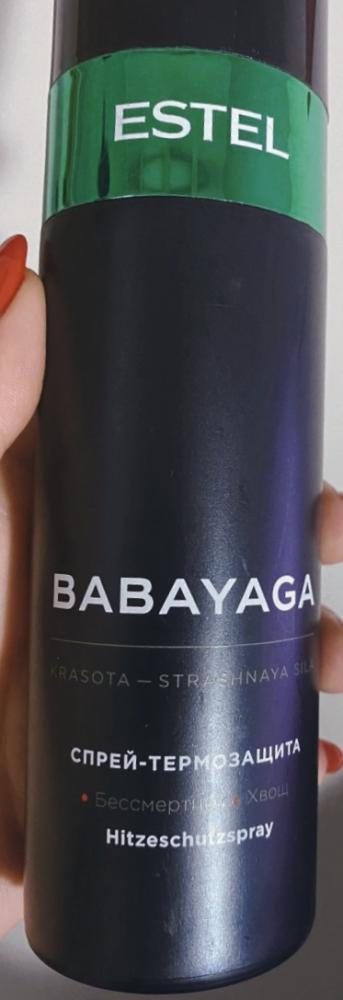 ESTEL
BABAYAGA
KRASOTA — STRASHNAYA SILA
СПРЕЙ-ТЕРМОЗАЩИТА
• Бессмертник • Хвощ
Hitzeschutzspray